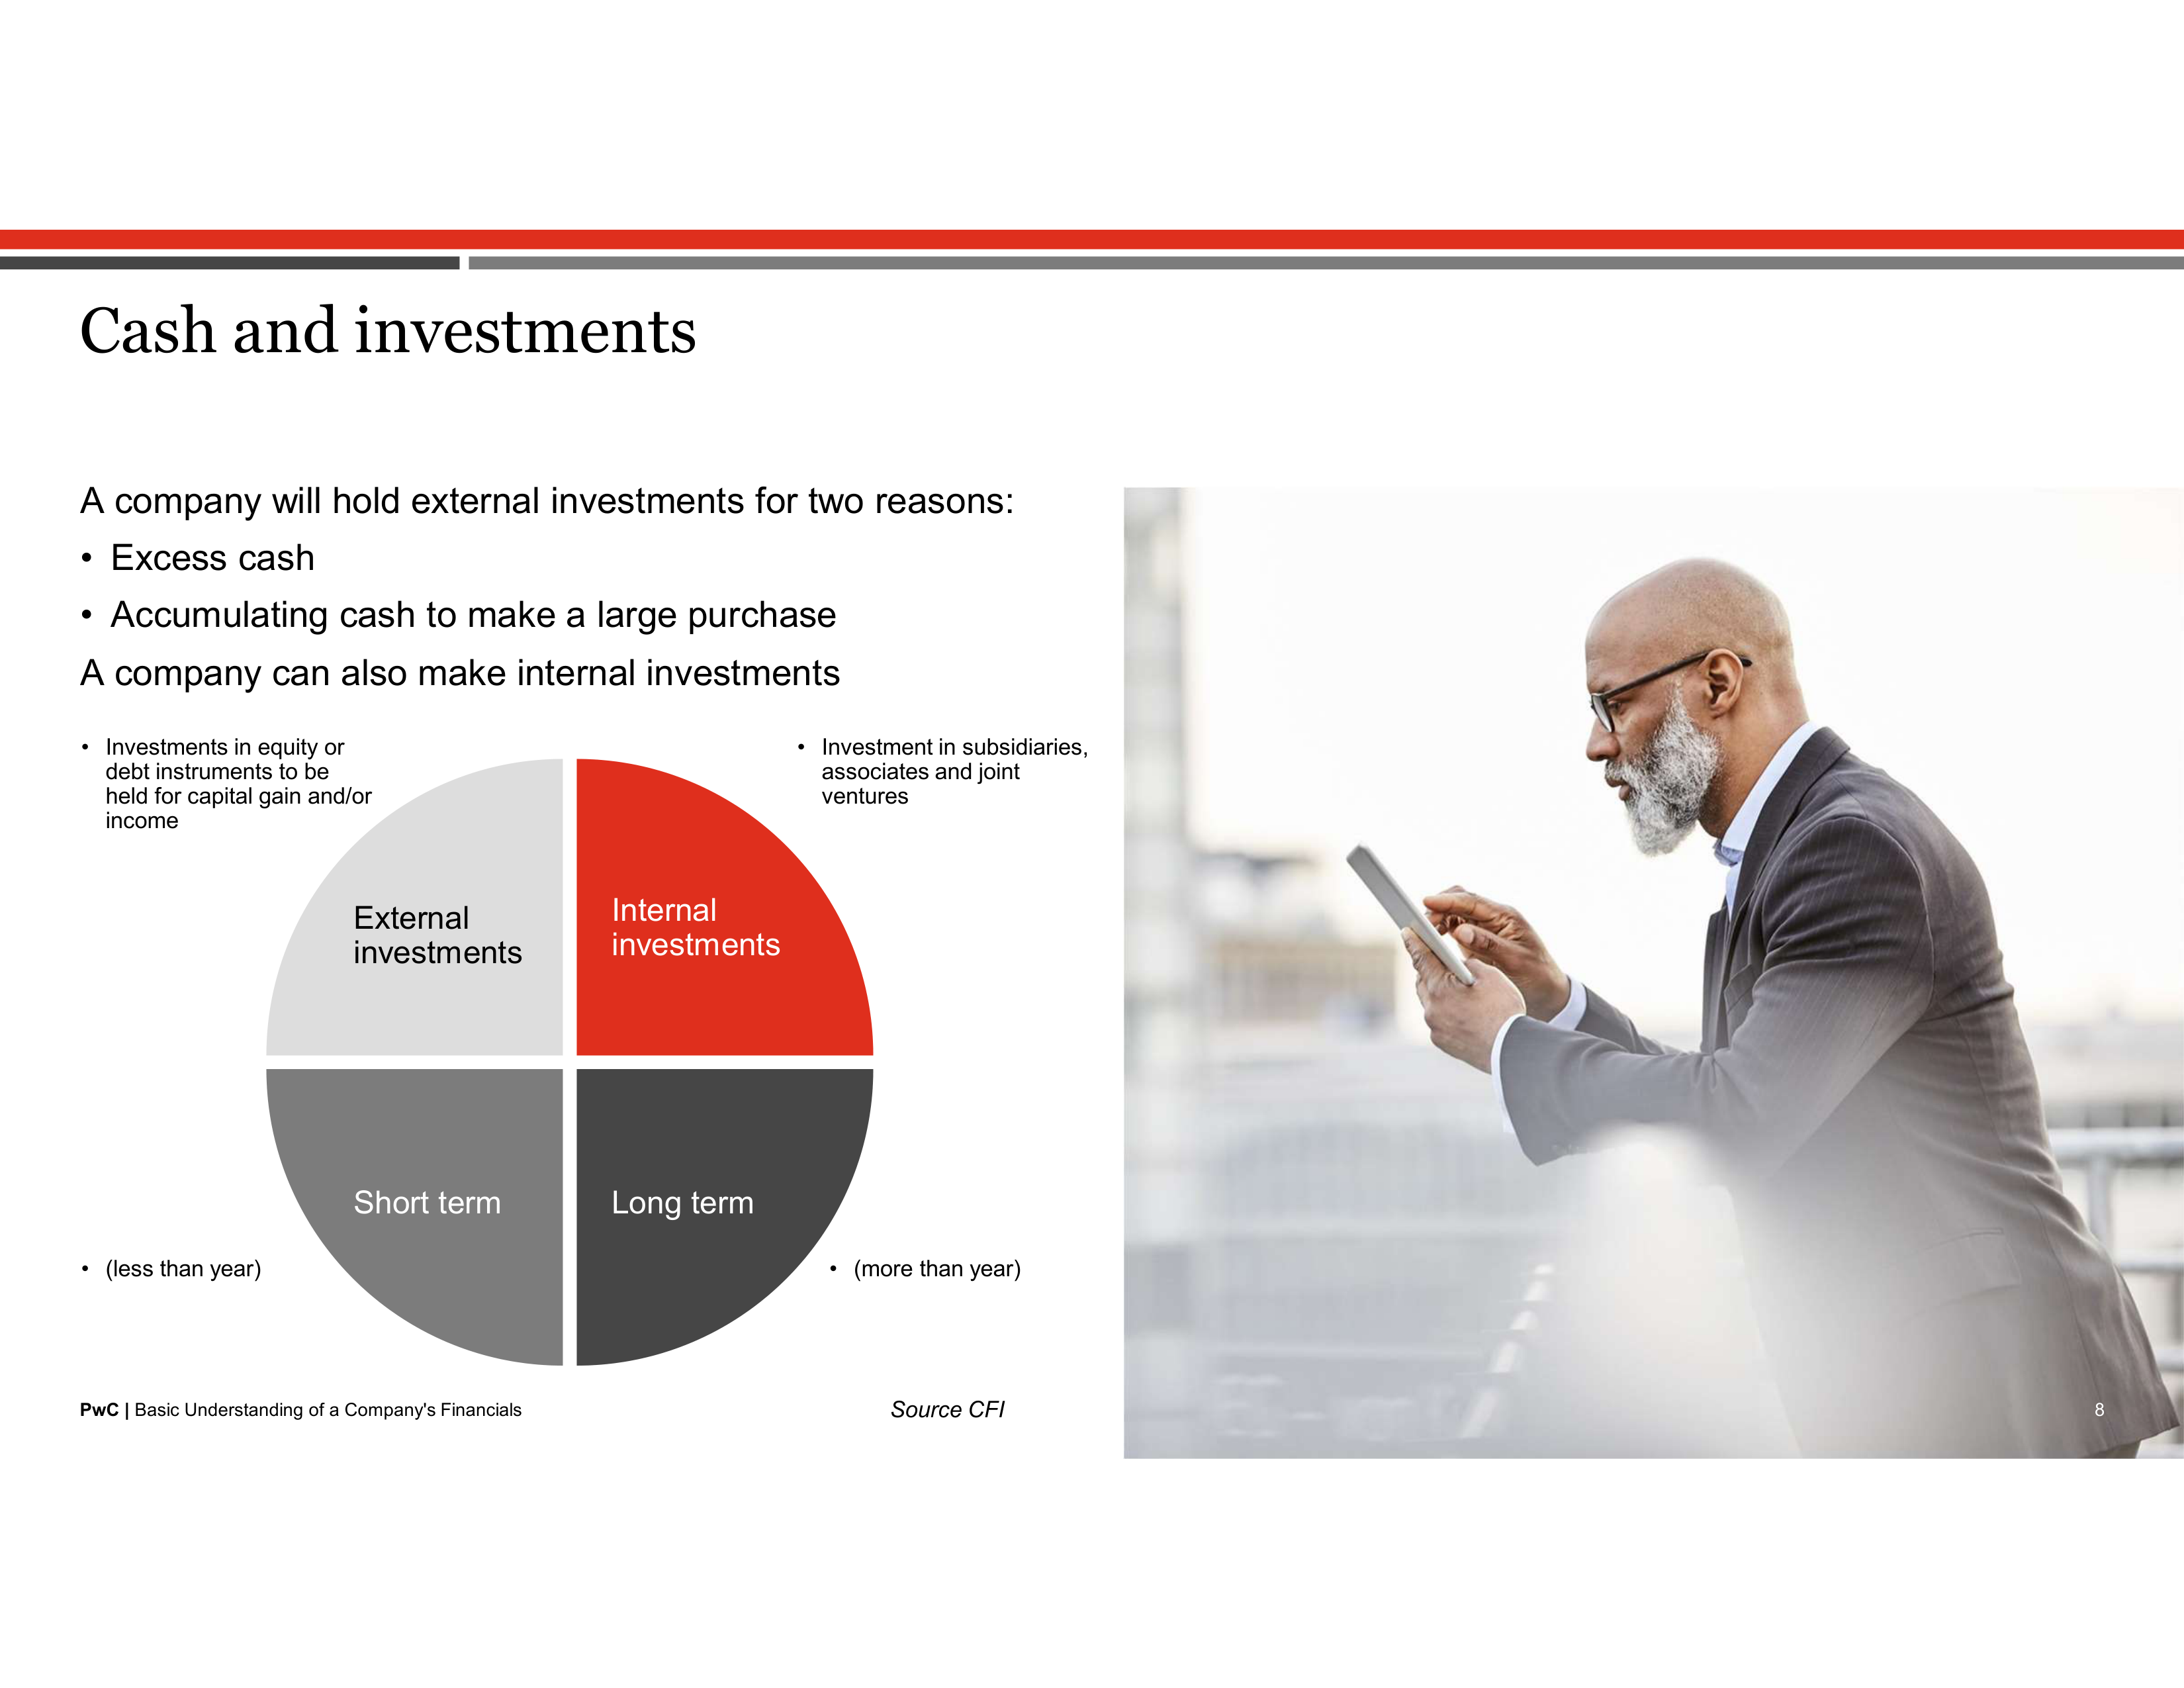 Cash and investments
A company will hold external investments for two reasons:
• Excess cash
• Accumulating cash to make a large purchase
A company can also make internal investments
• Investments in equity or
debt instruments to be
held for capital gain and/or
income
• Investment in subsidiaries,
associates and joint
ventures
External
investments
Internal
investments
Short term
Long term
• (less than year)
• (more than year)
PwC | Basic Understanding of a Company's Financials
Source CFI
8